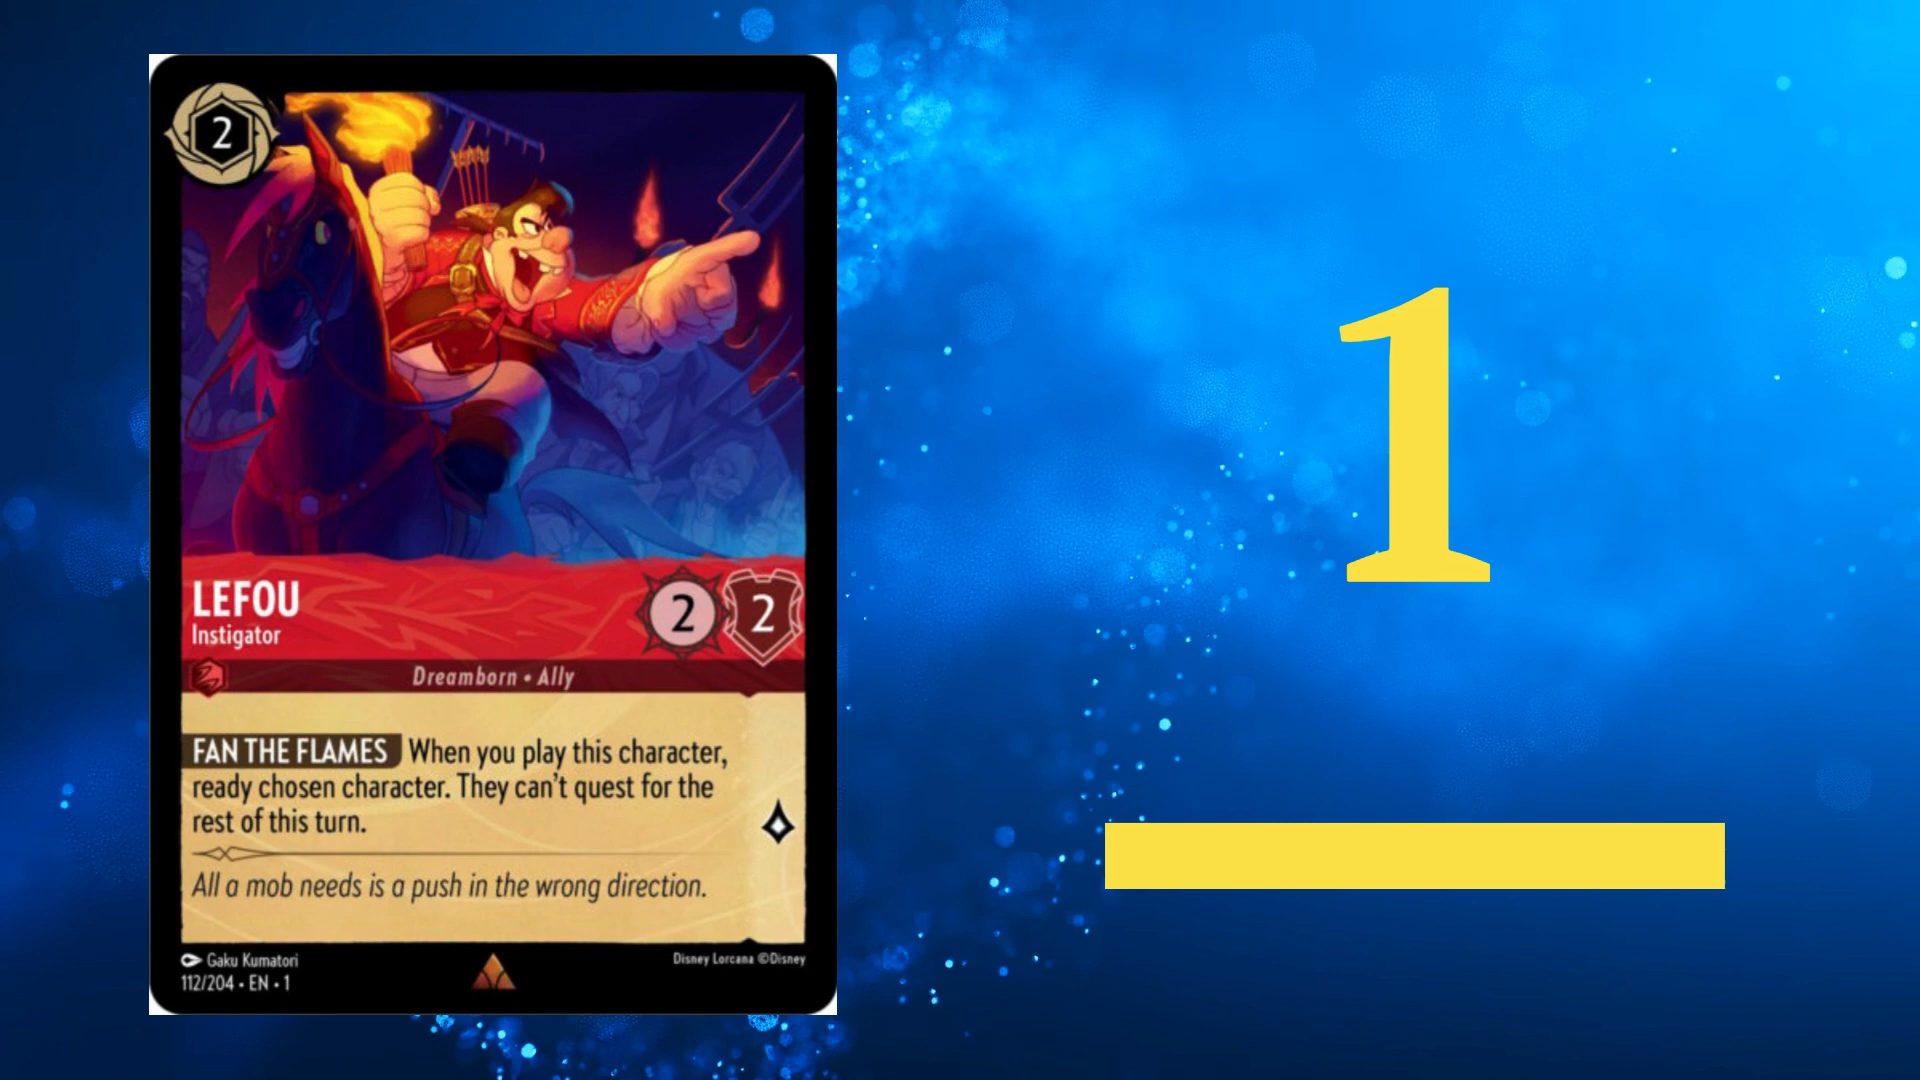 2
LEFOU
Instigator
2
2
Dreamborn • Ally
FAN THE FLAMES When you play this character,
ready chosen character. They can't quest for the
rest of this turn.
All a mob needs is a push in the wrong direction.
Gaku Kumatori
112/204 • EN • 1
Disney Lorcana ©Disney
1